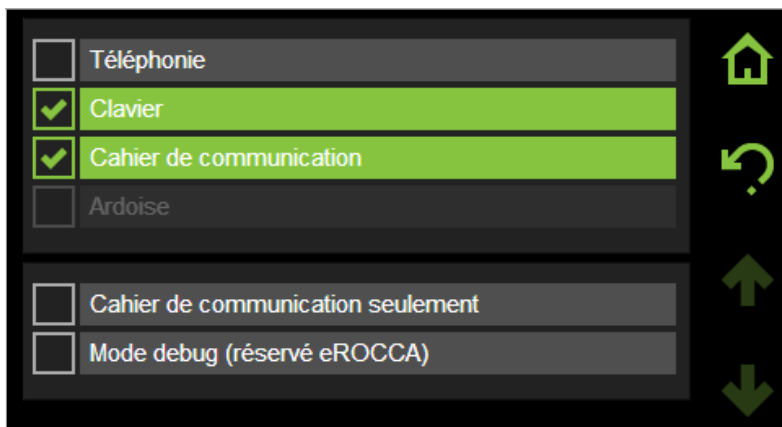 Téléphonie
Clavier
Cahier de communication
Ardoise
Cahier de communication seulement
Mode debug (réservé eROCCA)